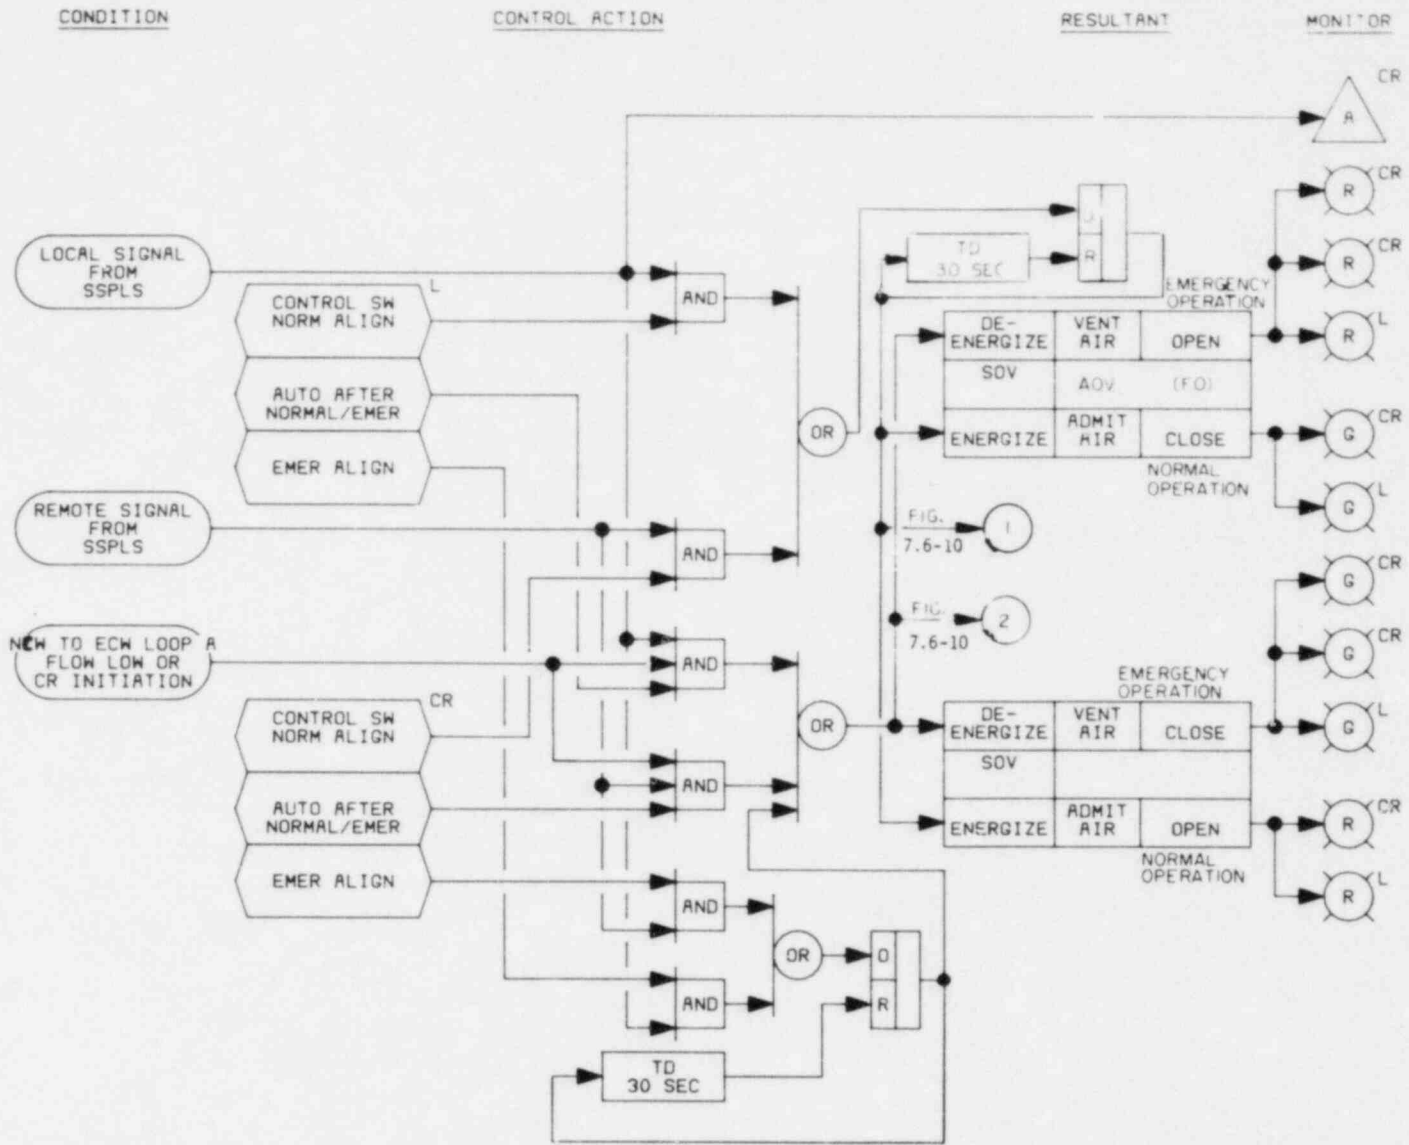 CONDITION
CONTROL ACTION
RESULTANT
MONITOR
CR
A
CR
R
LOCAL SIGNAL
FROM
SSPLS
L
CONTROL SW
NORM ALIGN
AUTO AFTER
NORMAL/EMER
EMER ALIGN
REMOTE SIGNAL
FROM
SSPLS
NCW TO ECW LOOP A
FLOW LOW OR
CR INITIATION
CR
CONTROL SW
NORM ALIGN
AUTO AFTER
NORMAL/EMER
EMER ALIGN
AND
AND
AND
AND
AND
AND
OR
OR
OR
O
R
TD
30 SEC
TD
30 SEC
R
EMERGENCY
OPERATION
DE-
ENERGIZE
VENT
AIR
OPEN
SOV
AOV
(FO)
ENERGIZE
ADMIT
AIR
CLOSE
NORMAL
OPERATION
FIG.
7.6-10
1
FIG.
7.6-10
2
EMERGENCY
OPERATION
DE-
ENERGIZE
VENT
AIR
CLOSE
SOV
ENERGIZE
ADMIT
AIR
OPEN
NORMAL
OPERATION
CR
R
L
R
CR
G
L
G
CR
G
CR
G
L
G
CR
R
L
R